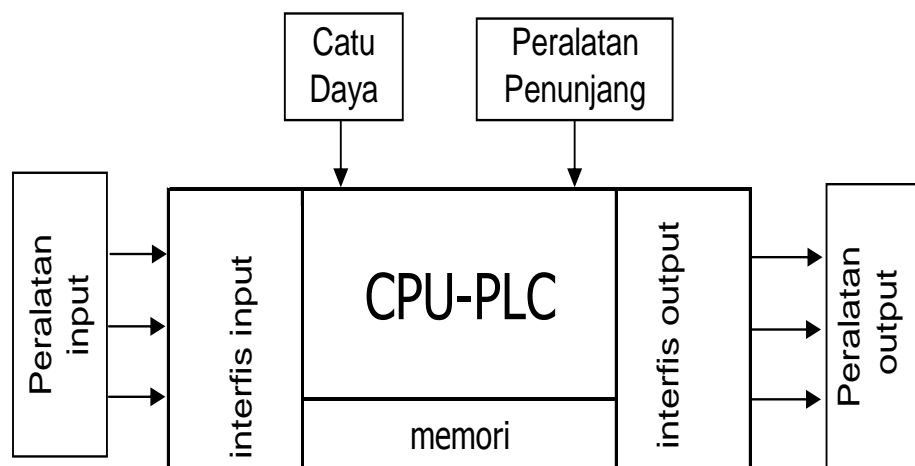 Catu
Daya
Peralatan
Penunjang
Peralatan
input
interfis input
CPU-PLC
memori
interfis output
Peralatan
output